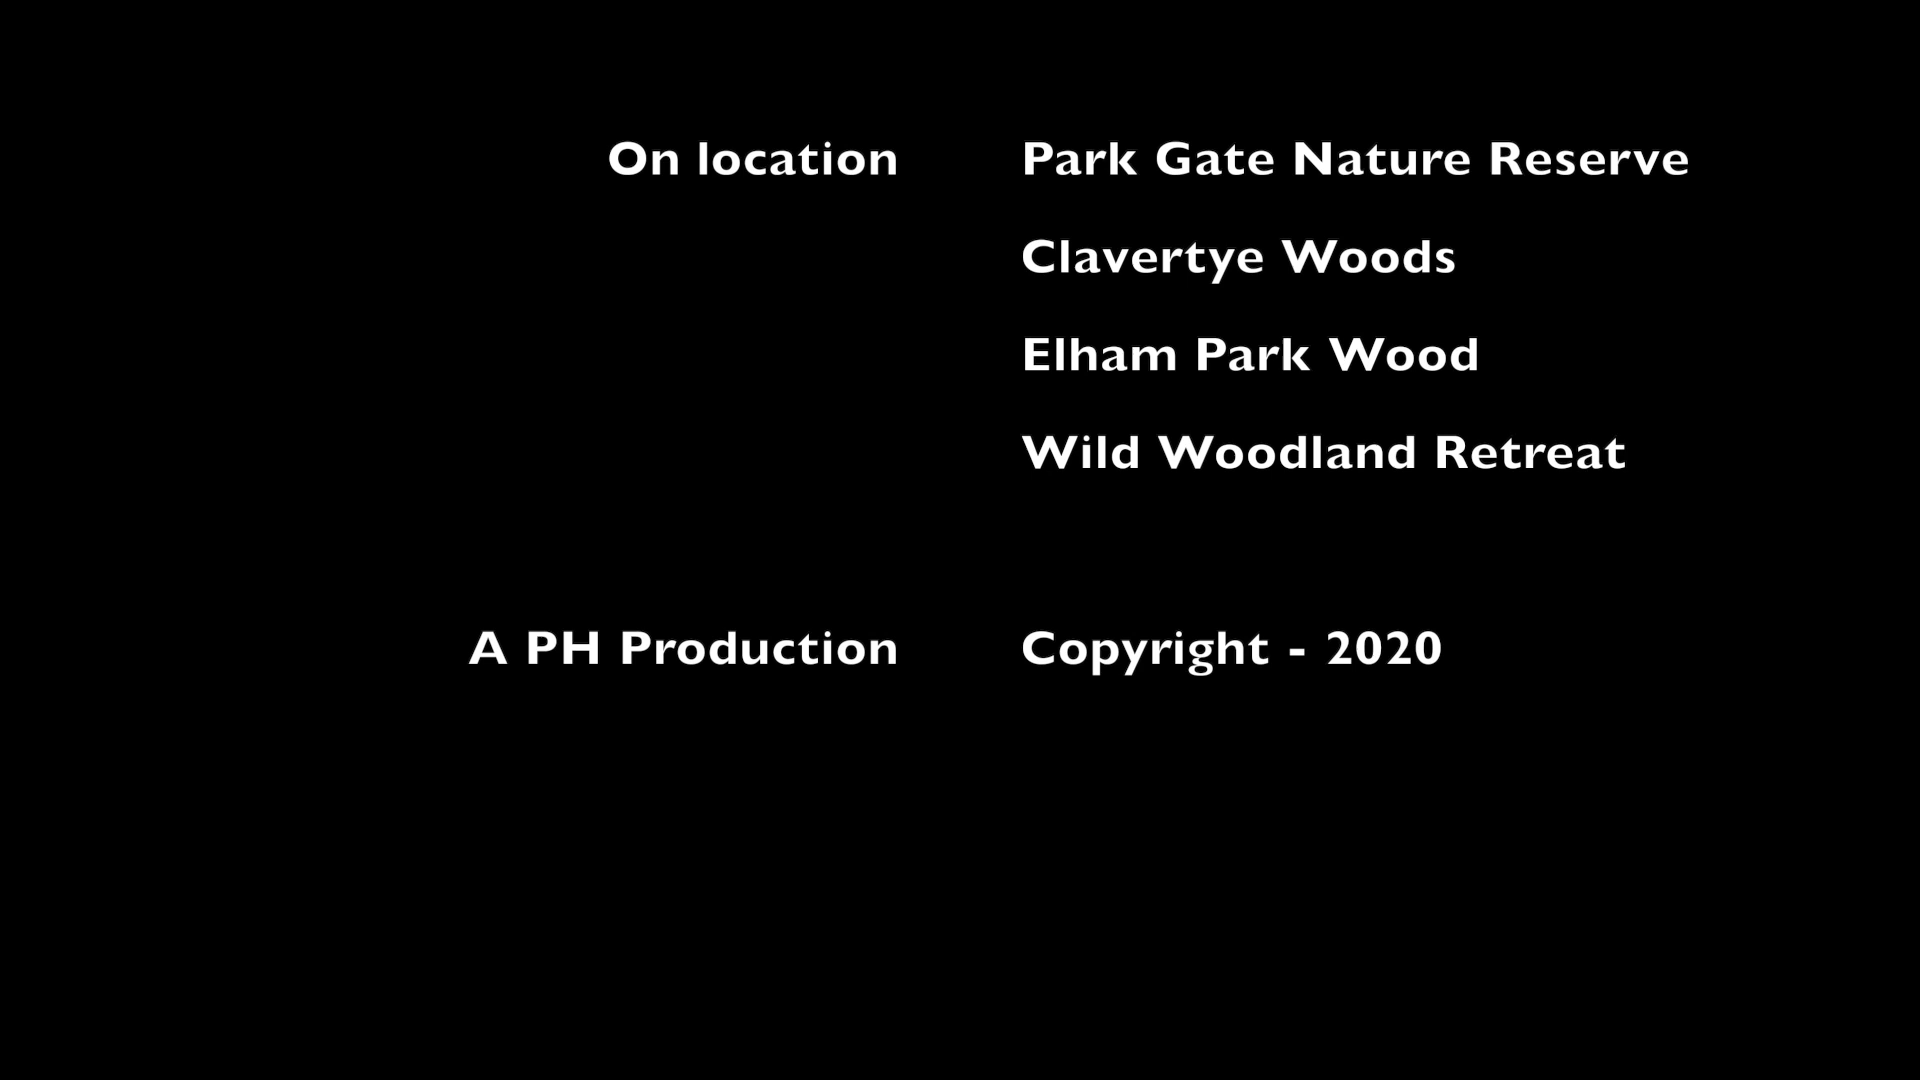 On location Park Gate Nature Reserve
Clavertye Woods
Elham Park Wood
Wild Woodland Retreat
A PH Production Copyright - 2020